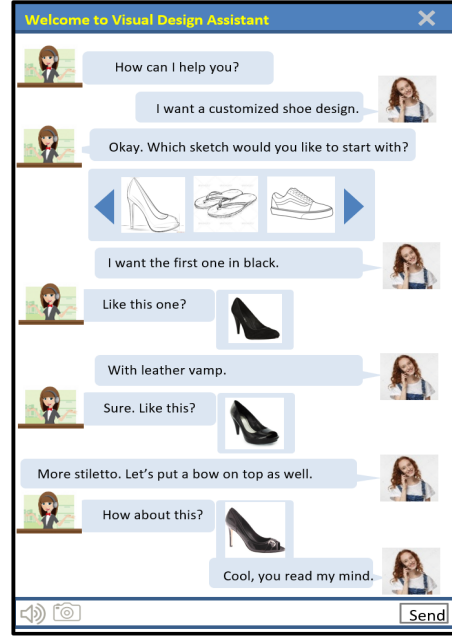 Welcome to Visual Design Assistant
How can I help you?
I want a customized shoe design.
Okay. Which sketch would you like to start with?
I want the first one in black.
Like this one?
With leather vamp.
Sure. Like this?
More stiletto. Let's put a bow on top as well.
How about this?
Cool, you read my mind.
Send